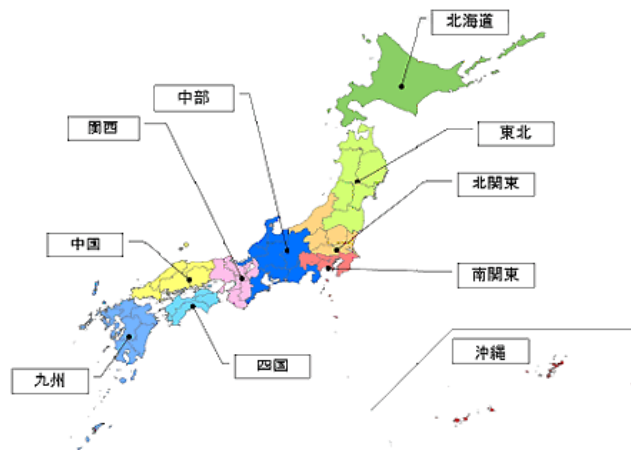 北海道
中部
関西
東北
北関東
中国
南関東
沖縄
四国
九州